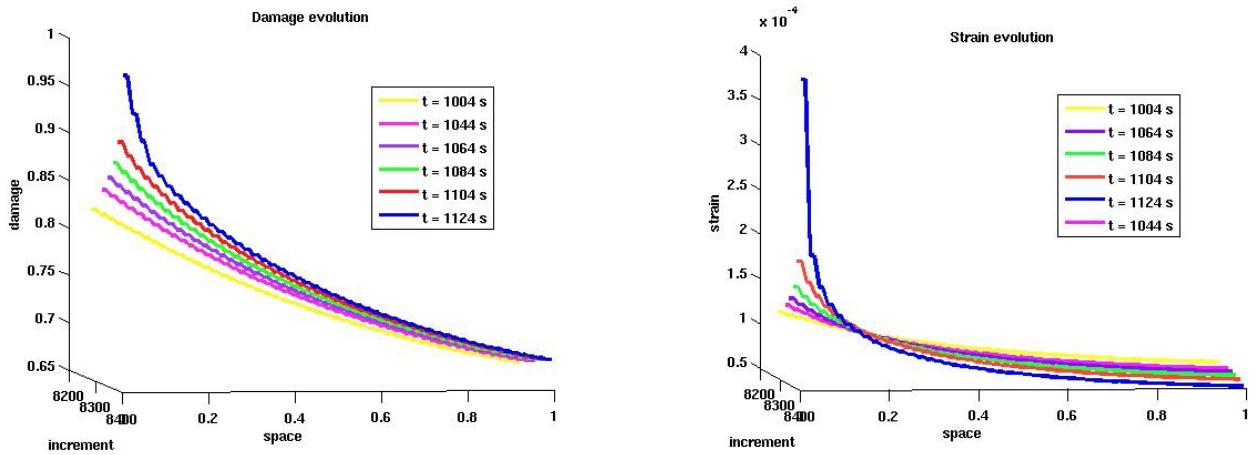 Damage evolution
1
0.95
0.9
0.85
0.8
0.75
0.7
0.65
damage
t = 1004 s
t = 1044 s
t = 1064 s
t = 1084 s
t = 1104 s
t = 1124 s
8200
8300
8400
0.2
0.4
0.6
0.8
1
increment
space
x 10⁻⁴
Strain evolution
4
3.5
3
2.5
2
1.5
1
0.5
strain
t = 1004 s
t = 1064 s
t = 1084 s
t = 1104 s
t = 1124 s
t = 1044 s
8200
8300
8400
0.2
0.4
0.6
0.8
1
increment
space